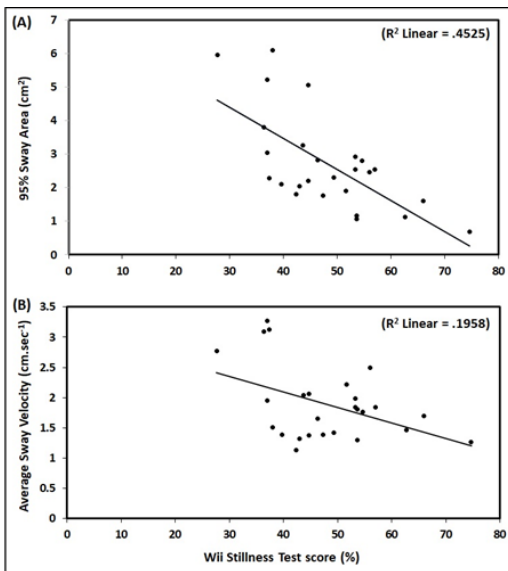 (A)
(R² Linear = .4525)
95% Sway Area (cm²)
7
6
5
4
3
2
1
0
0 10 20 30 40 50 60 70 80
(B)
(R² Linear = .1958)
Average Sway Velocity (cm.sec⁻¹)
3.5
3
2.5
2
1.5
1
0.5
0
0 10 20 30 40 50 60 70 80
Wii Stillness Test score (%)